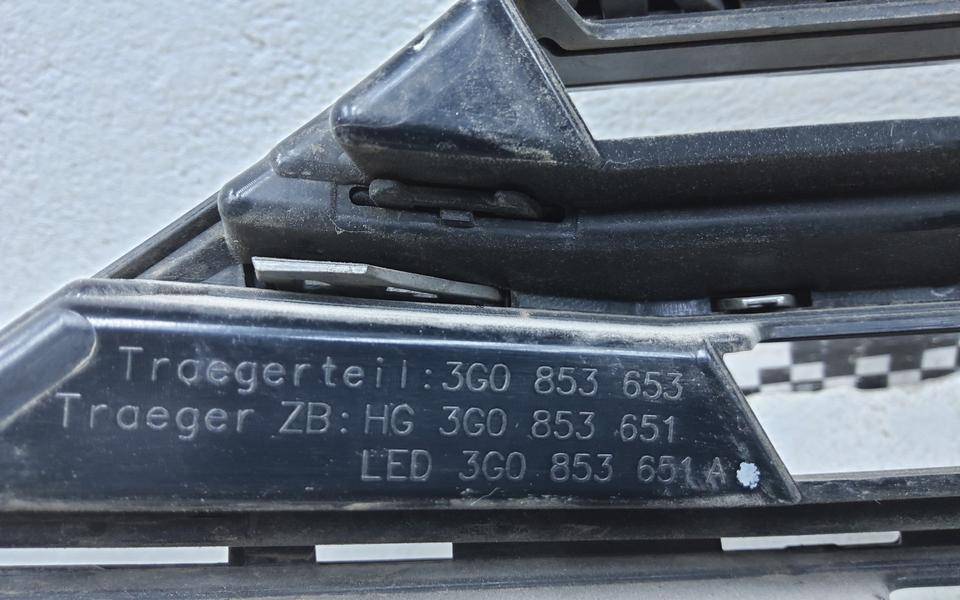 Traegerteil: 3G0 853 653
Traeger ZB: HG 3G0 853 651
LED 3G0 853 651 A